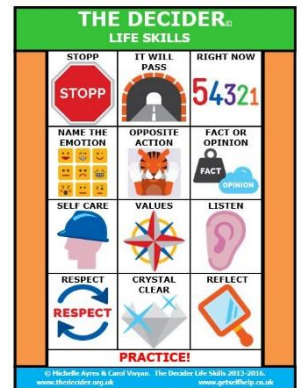 THE DECIDER©
LIFE SKILLS
STOPP
STOPP
IT WILL
PASS
RIGHT NOW
54321
NAME THE
EMOTION
OPPOSITE
ACTION
FACT OR
OPINION
FACT
OPINION
SELF CARE
VALUES
LISTEN
RESPECT
RESPECT
CRYSTAL
CLEAR
REFLECT
PRACTICE!
© Michelle Ayres & Carol Vivyan. The Decider Life Skills 2013-2016.
www.thedecider.org.uk www.getselfhelp.co.uk